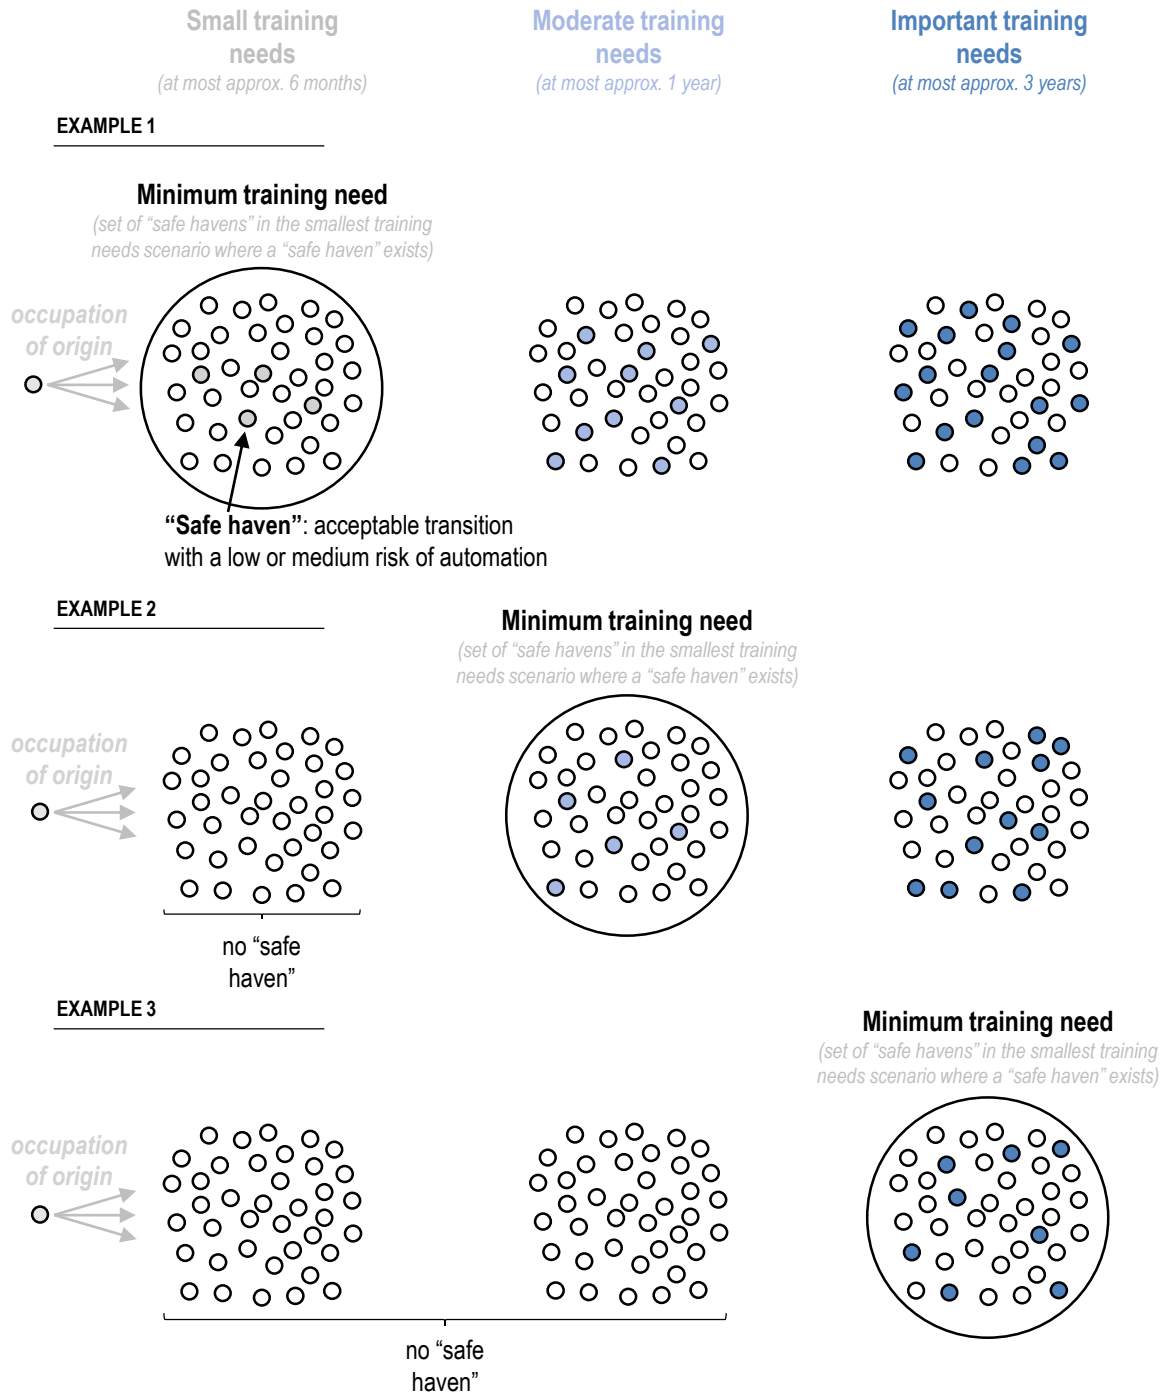 Small training
needs
(at most approx. 6 months)
Moderate training
needs
(at most approx. 1 year)
Important training
needs
(at most approx. 3 years)
EXAMPLE 1
Minimum training need
(set of “safe havens” in the smallest training
needs scenario where a “safe haven” exists)
occupation
of origin
“Safe haven”: acceptable transition
with a low or medium risk of automation
EXAMPLE 2
Minimum training need
(set of “safe havens” in the smallest training
needs scenario where a “safe haven” exists)
occupation
of origin
no “safe
haven”
EXAMPLE 3
Minimum training need
(set of “safe havens” in the smallest training
needs scenario where a “safe haven” exists)
occupation
of origin
no “safe
haven”